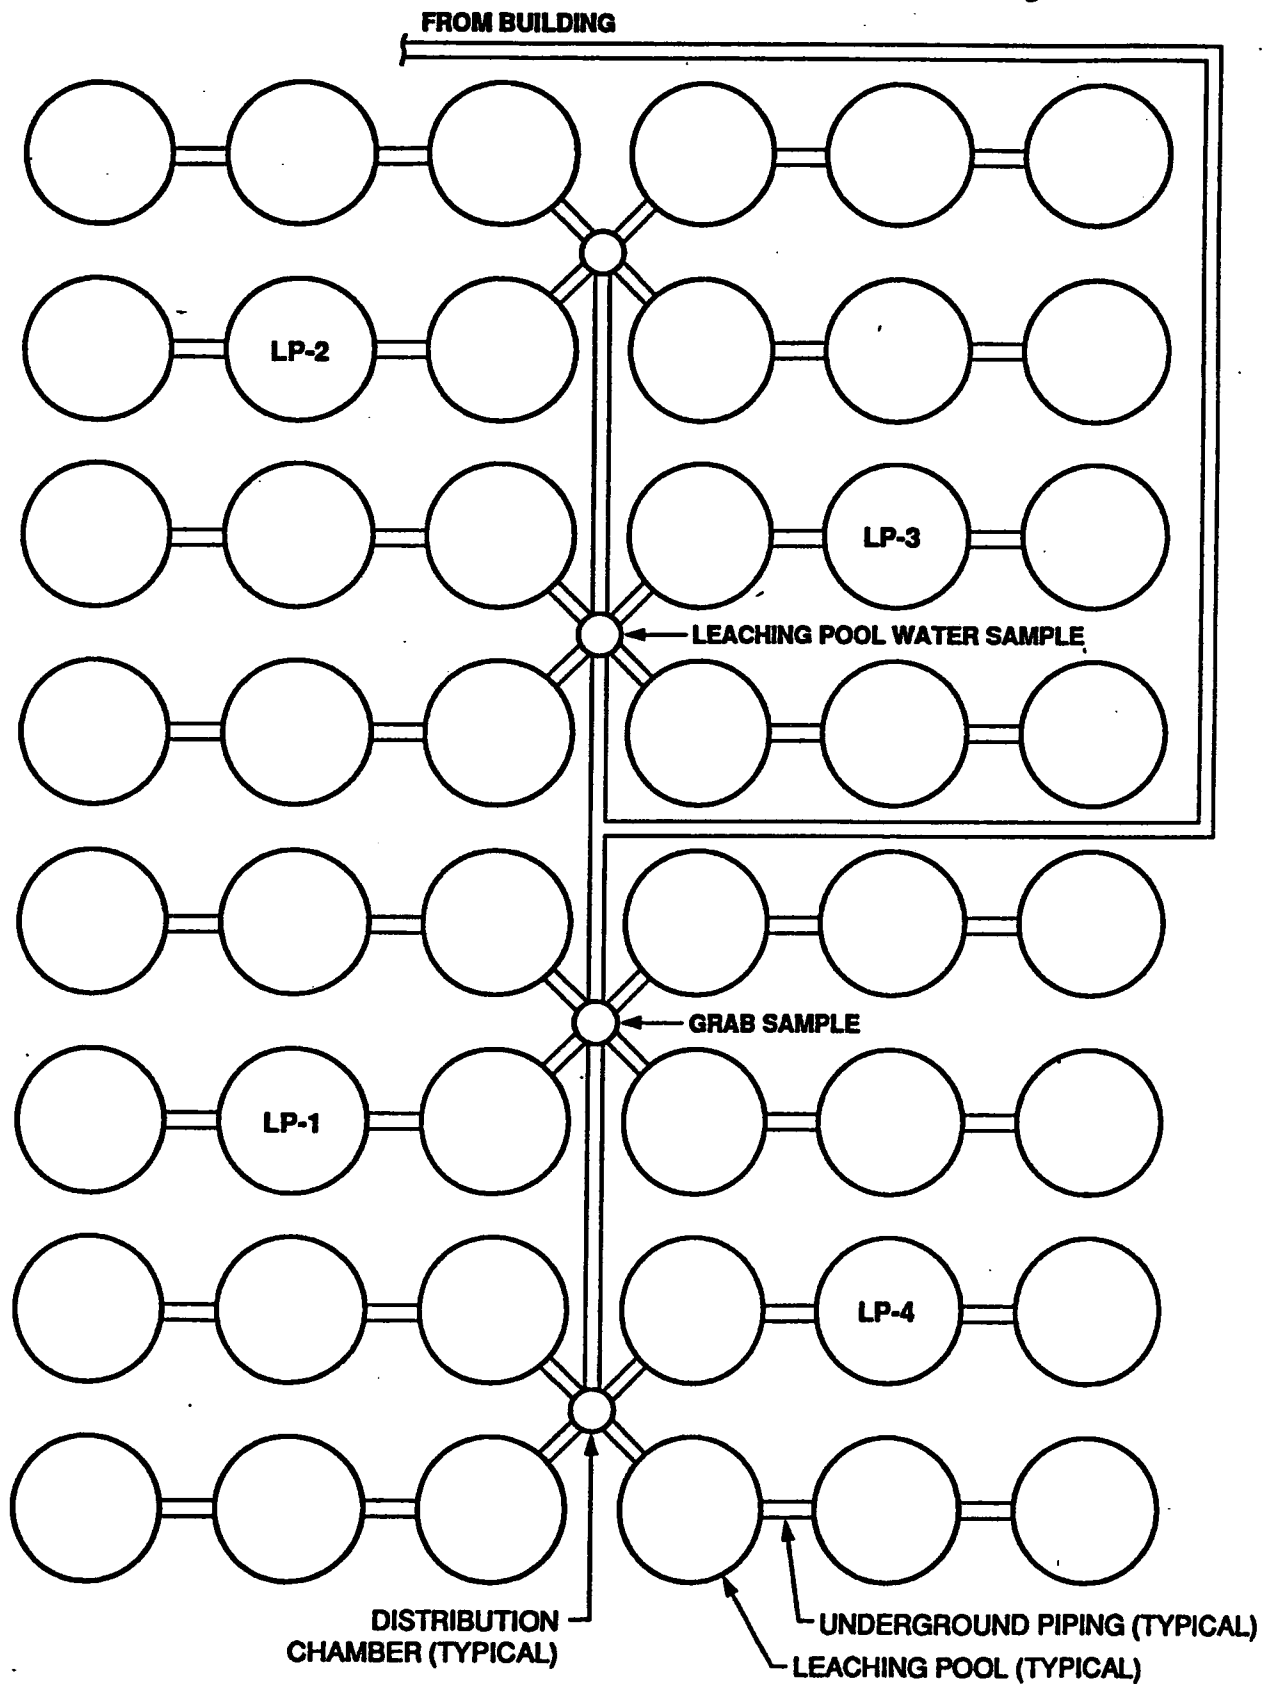 FROM BUILDING
LP-2
LP-3
LEACHING POOL WATER SAMPLE
GRAB SAMPLE
LP-1
LP-4
DISTRIBUTION
CHAMBER (TYPICAL)
UNDERGROUND PIPING (TYPICAL)
LEACHING POOL (TYPICAL)